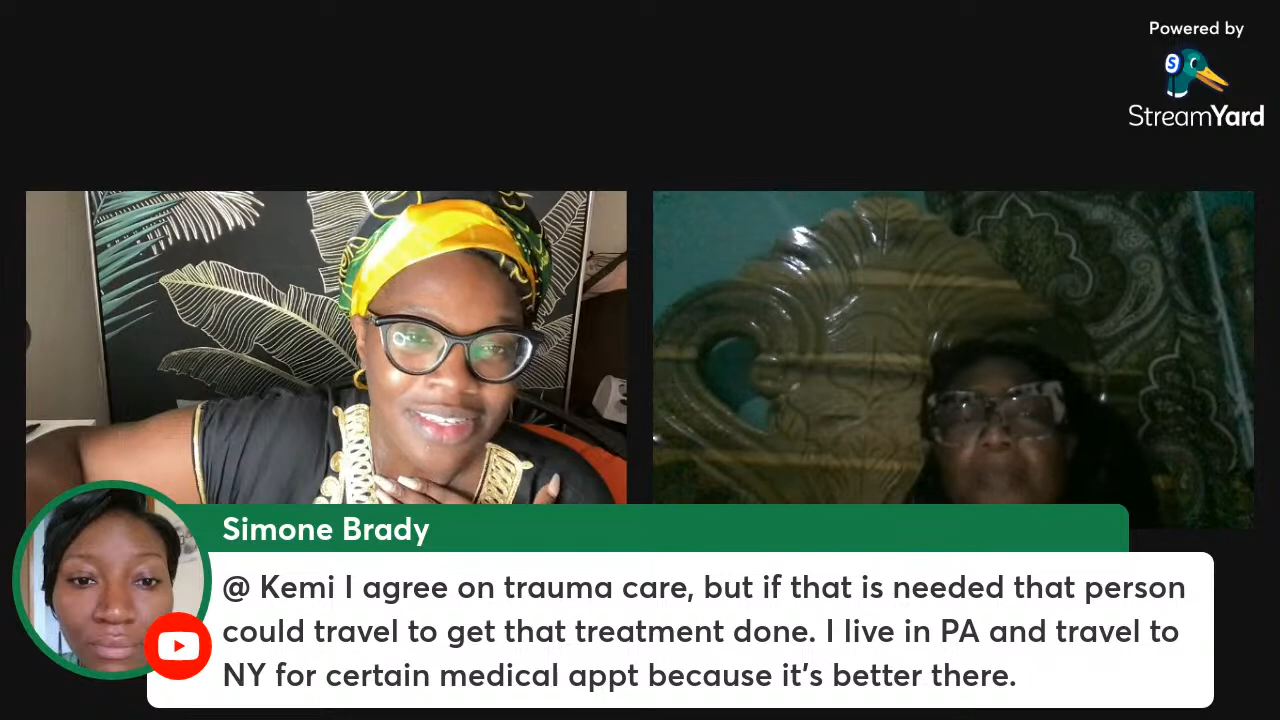 Powered by
S
StreamYard
Simone Brady
@ Kemi I agree on trauma care, but if that is needed that person
could travel to get that treatment done. I live in PA and travel to
NY for certain medical appt because it's better there.